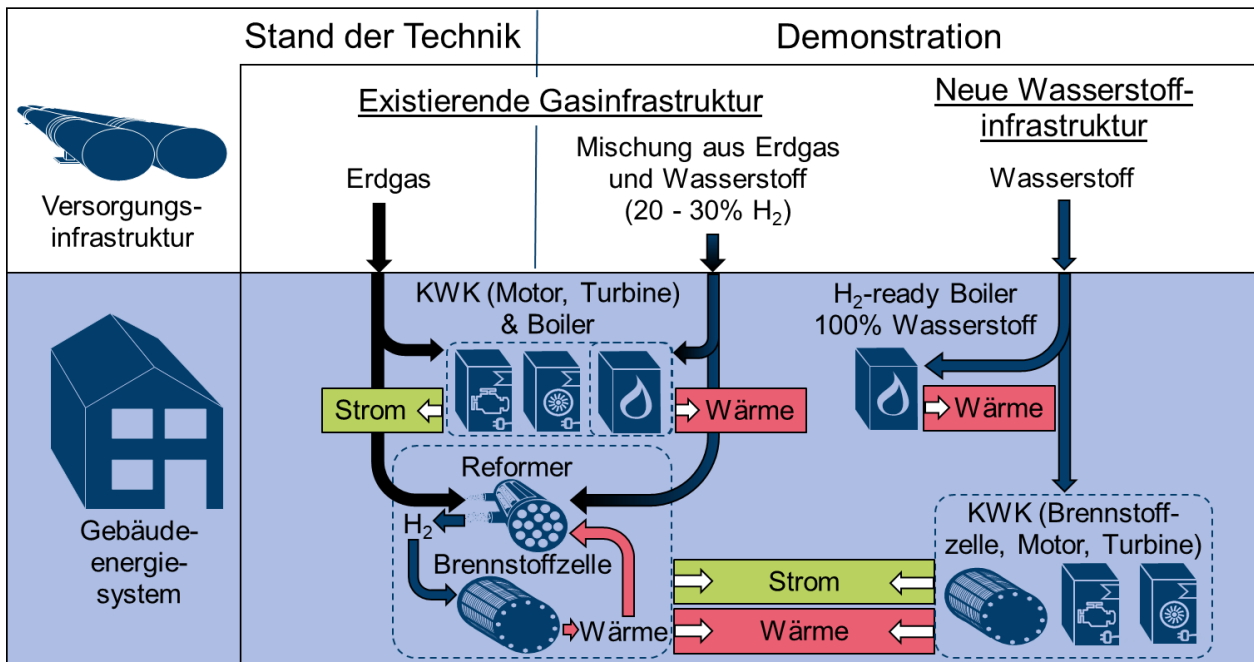 Stand der Technik
Demonstration
Existierende Gasinfrastruktur
Neue Wasserstoff-
infrastruktur
Versorgungs-
infrastruktur
Erdgas
Mischung aus Erdgas
und Wasserstoff
(20 - 30% H₂)
Wasserstoff
Gebäude-
energie-
system
KWK (Motor, Turbine)
& Boiler
H₂-ready Boiler
100% Wasserstoff
Strom
Wärme
Wärme
Reformer
H₂
Brennstoffzelle
Wärme
Strom
Wärme
KWK (Brennstoff-
zelle, Motor, Turbine)